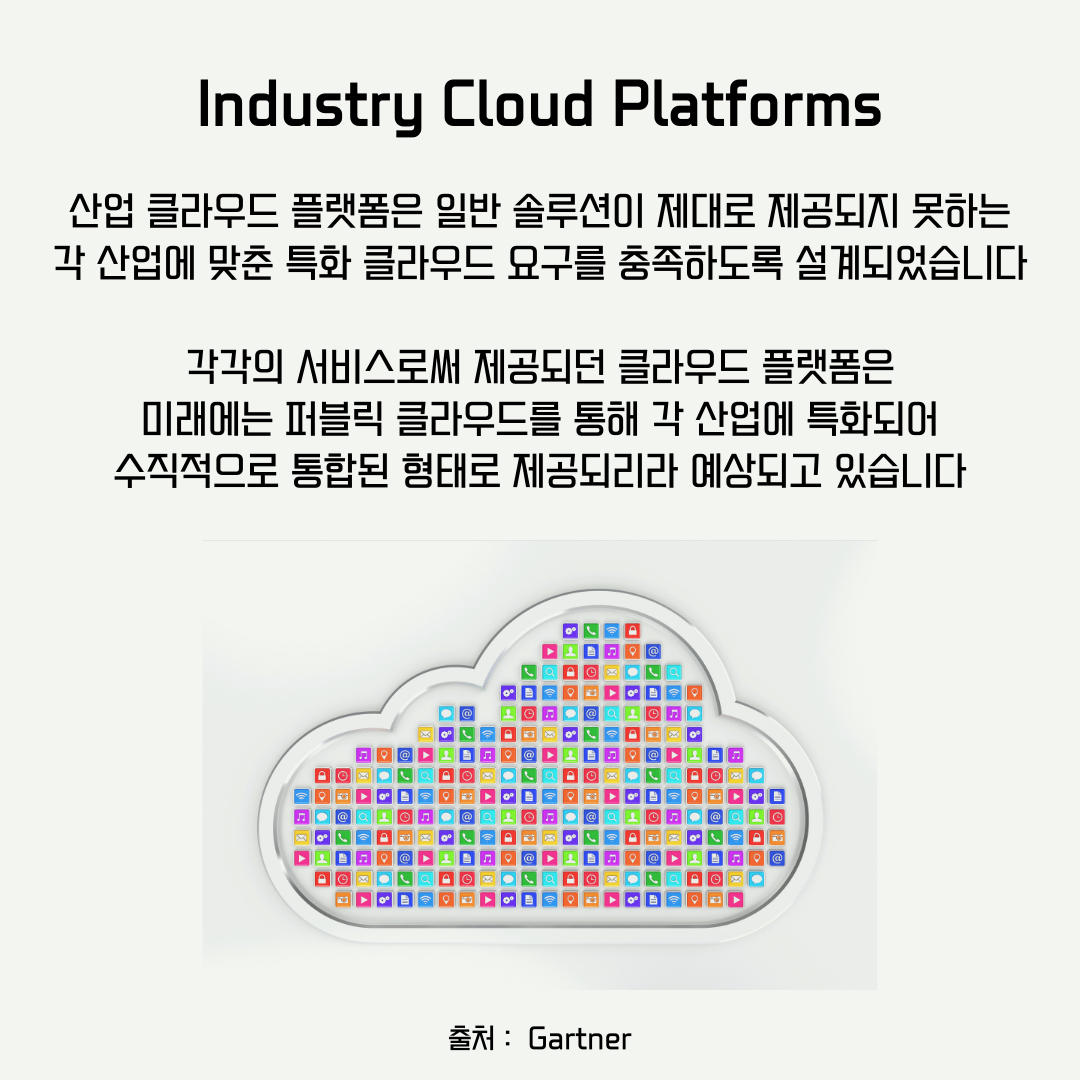 Industry Cloud Platforms
산업 클라우드 플랫폼은 일반 솔루션이 제대로 제공되지 못하는
각 산업에 맞춘 특화 클라우드 요구를 충족하도록 설계되었습니다
각각의 서비스로써 제공되던 클라우드 플랫폼은
미래에는 퍼블릭 클라우드를 통해 각 산업에 특화되어
수직적으로 통합된 형태로 제공되리라 예상되고 있습니다
출처 : Gartner